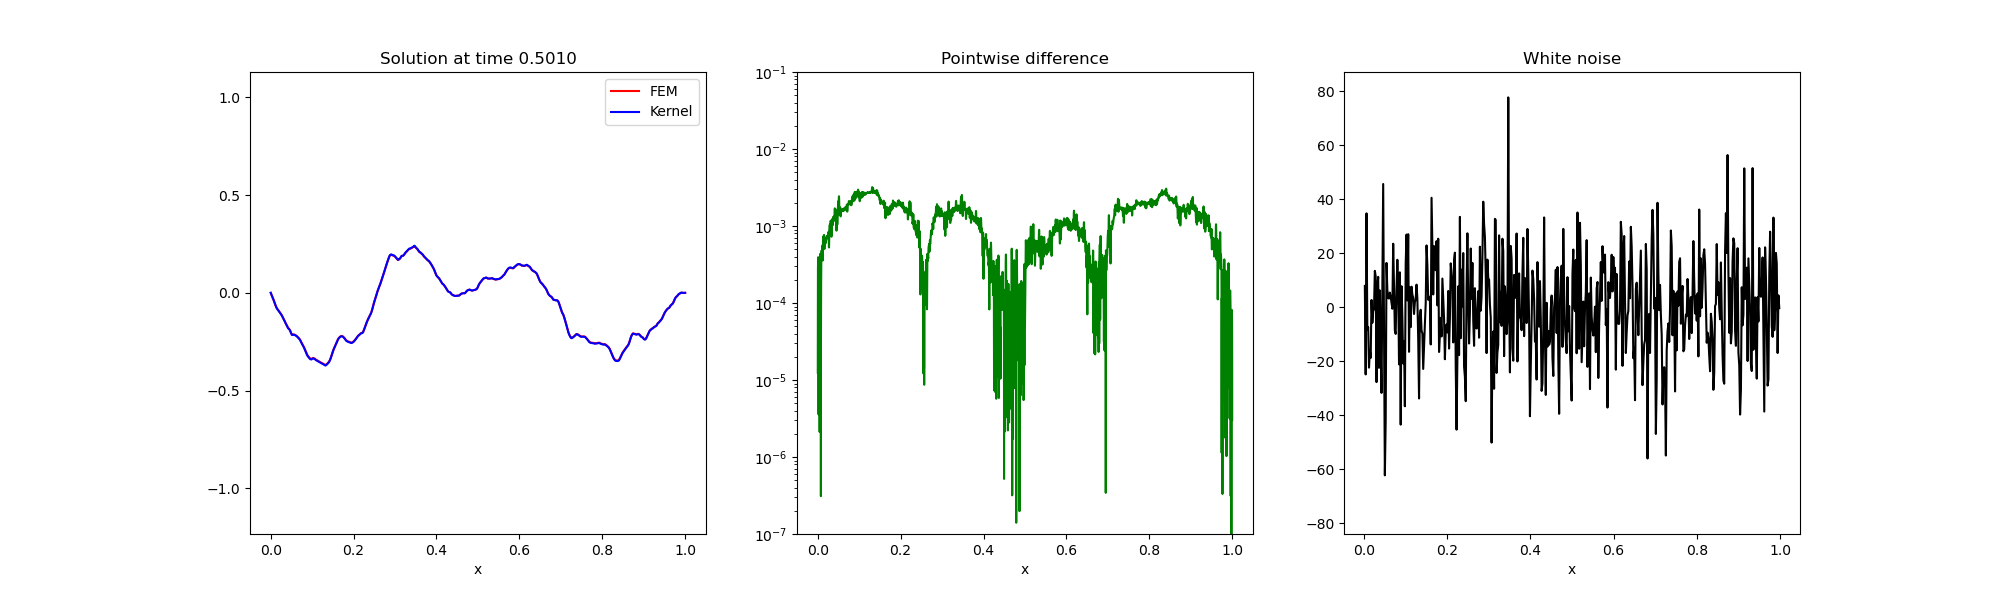 Solution at time 0.5010
1.0
0.5
0.0
−0.5
−1.0
0.0 0.2 0.4 0.6 0.8 1.0
x
FEM
Kernel
Pointwise difference
10⁻¹
10⁻²
10⁻³
10⁻⁴
10⁻⁵
10⁻⁶
10⁻⁷
0.0 0.2 0.4 0.6 0.8 1.0
x
White noise
80
60
40
20
0
−20
−40
−60
−80
0.0 0.2 0.4 0.6 0.8 1.0
x